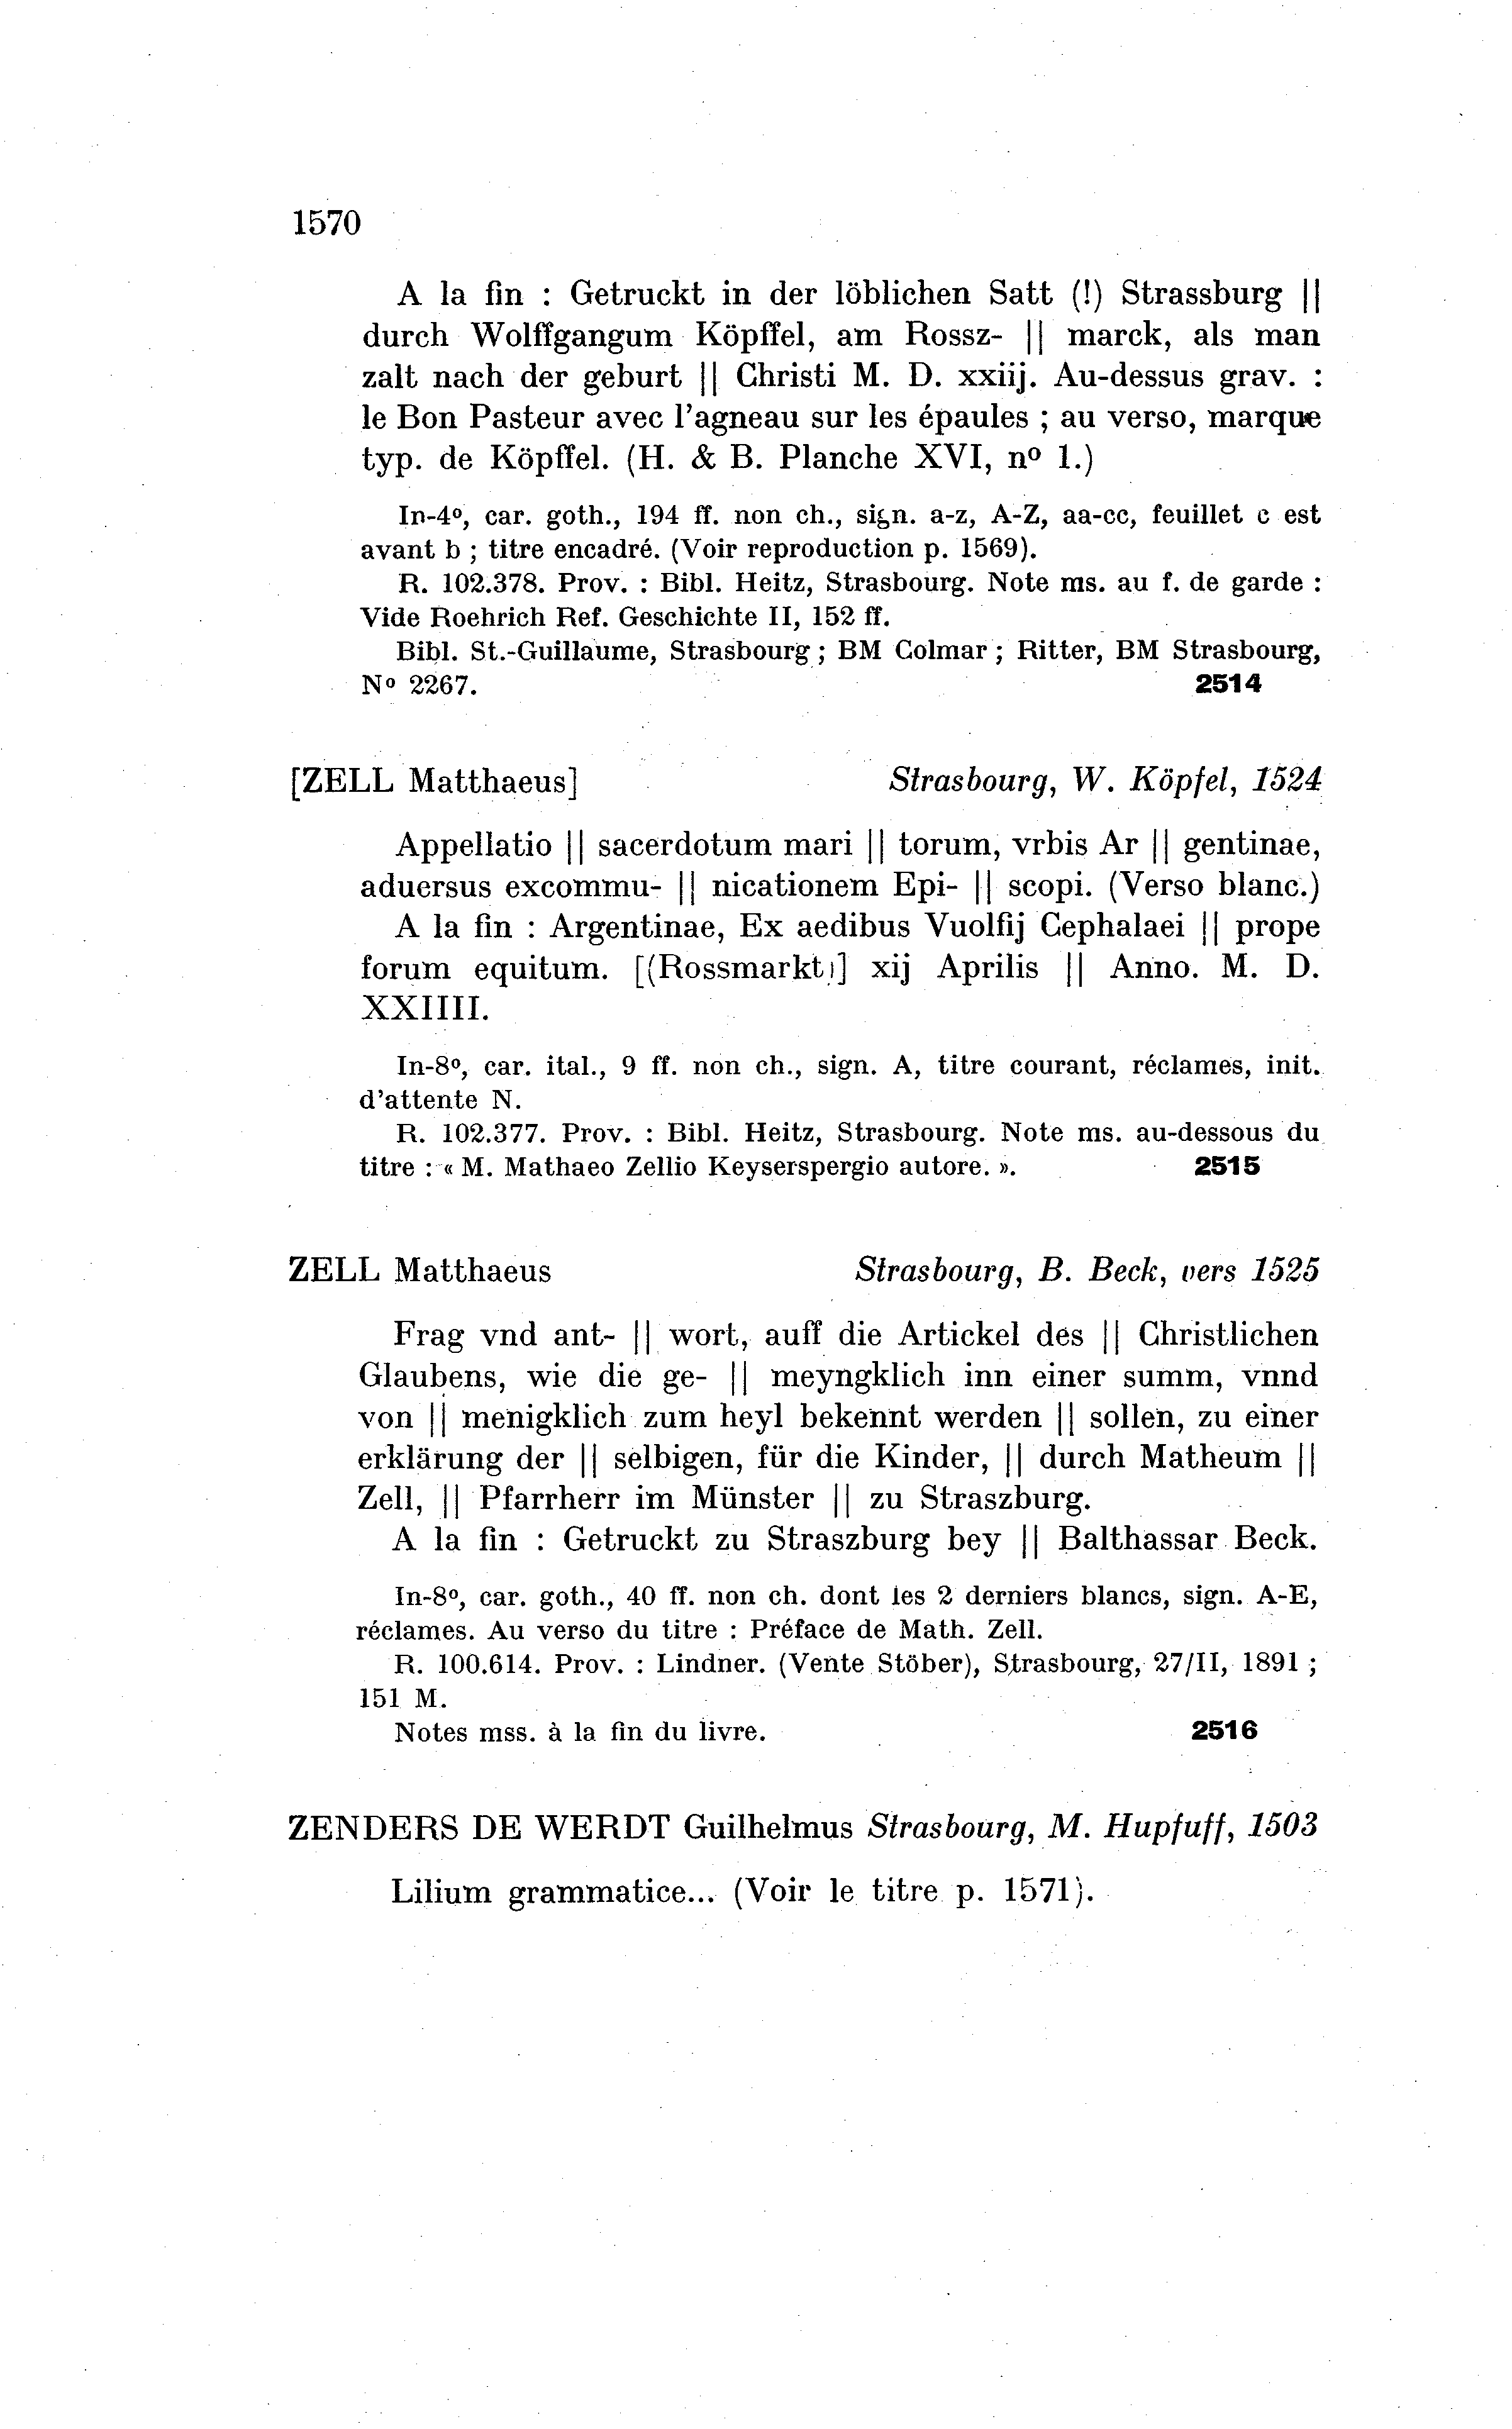 1570
A la fin : Getruckt in der löblichen Satt (!) Strassburg ||
durch Wolffgangum Köpffel, am Rossz- || marck, als man
zalt nach der geburt || Christi M. D. xxiij. Au-dessus grav. :
le Bon Pasteur avec l'agneau sur les épaules ; au verso, marque
typ. de Köpffel. (H. & B. Planche XVI, nº 1.)
In-4º, car. goth., 194 ff. non ch., sign. a-z, A-Z, aa-cc, feuillet c est
avant b ; titre encadré. (Voir reproduction p. 1569).
R. 102.378. Prov. : Bibl. Heitz, Strasbourg. Note ms. au f. de garde :
Vide Roehrich Ref. Geschichte II, 152 ff.
Bibl. St.-Guillaume, Strasbourg ; BM Colmar ; Ritter, BM Strasbourg,
Nº 2267. 2514
[ZELL Matthaeus] Strasbourg, W. Köpfel, 1524
Appellatio || sacerdotum mari || torum, vrbis Ar || gentinae,
aduersus excommu- || nicationem Epi- || scopi. (Verso blanc.)
A la fin : Argentinae, Ex aedibus Vuolfij Cephalaei || prope
forum equitum. [(Rossmarkt)] xij Aprilis || Anno. M. D.
XXIIII.
In-8º, car. ital., 9 ff. non ch., sign. A, titre courant, réclames, init.
d'attente N.
R. 102.377. Prov. : Bibl. Heitz, Strasbourg. Note ms. au-dessous du
titre : « M. Mathaeo Zellio Keyserspergio autore. ». 2515
ZELL Matthaeus Strasbourg, B. Beck, vers 1525
Frag vnd ant- || wort, auff die Artickel des || Christlichen
Glaubens, wie die ge- || meyngklich inn einer summ, vnnd
von || menigklich zum heyl bekennt werden || sollen, zu einer
erklärung der || selbigen, für die Kinder, || durch Matheum ||
Zell, || Pfarrherr im Münster || zu Straszburg.
A la fin : Getruckt zu Straszburg bey || Balthassar Beck.
In-8º, car. goth., 40 ff. non ch. dont les 2 derniers blancs, sign. A-E,
réclames. Au verso du titre : Préface de Math. Zell.
R. 100.614. Prov. : Lindner. (Vente Stöber), Strasbourg, 27/II, 1891 ;
151 M.
Notes mss. à la fin du livre. 2516
ZENDERS DE WERDT Guilhelmus Strasbourg, M. Hupfuff, 1503
Lilium grammatice... (Voir le titre p. 1571).